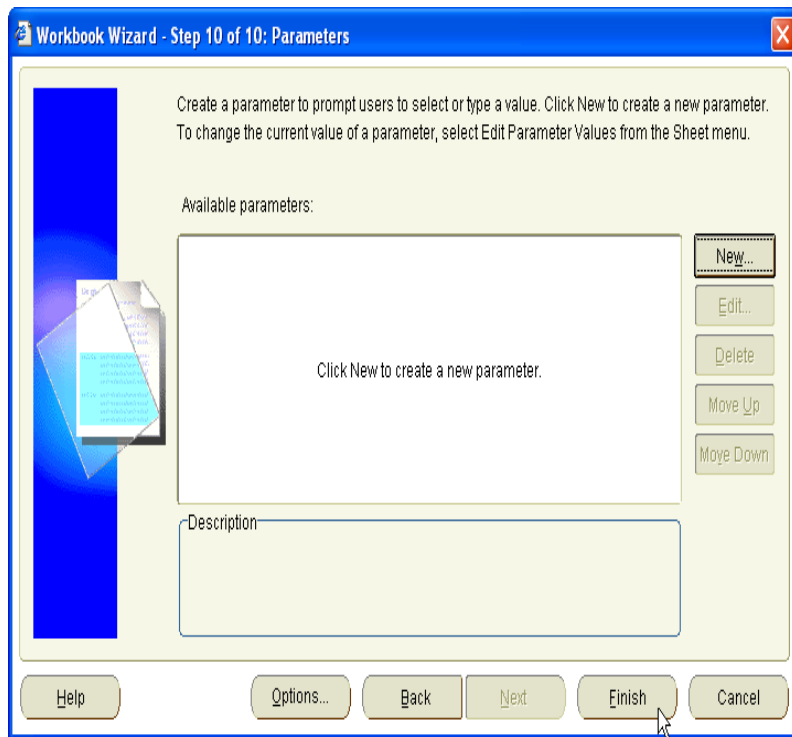 Workbook Wizard - Step 10 of 10: Parameters
Create a parameter to prompt users to select or type a value. Click New to create a new parameter.
To change the current value of a parameter, select Edit Parameter Values from the Sheet menu.
Available parameters:
New...
Edit...
Delete
Move Up
Move Down
Click New to create a new parameter.
Description
Help
Options...
Back
Next
Finish
Cancel